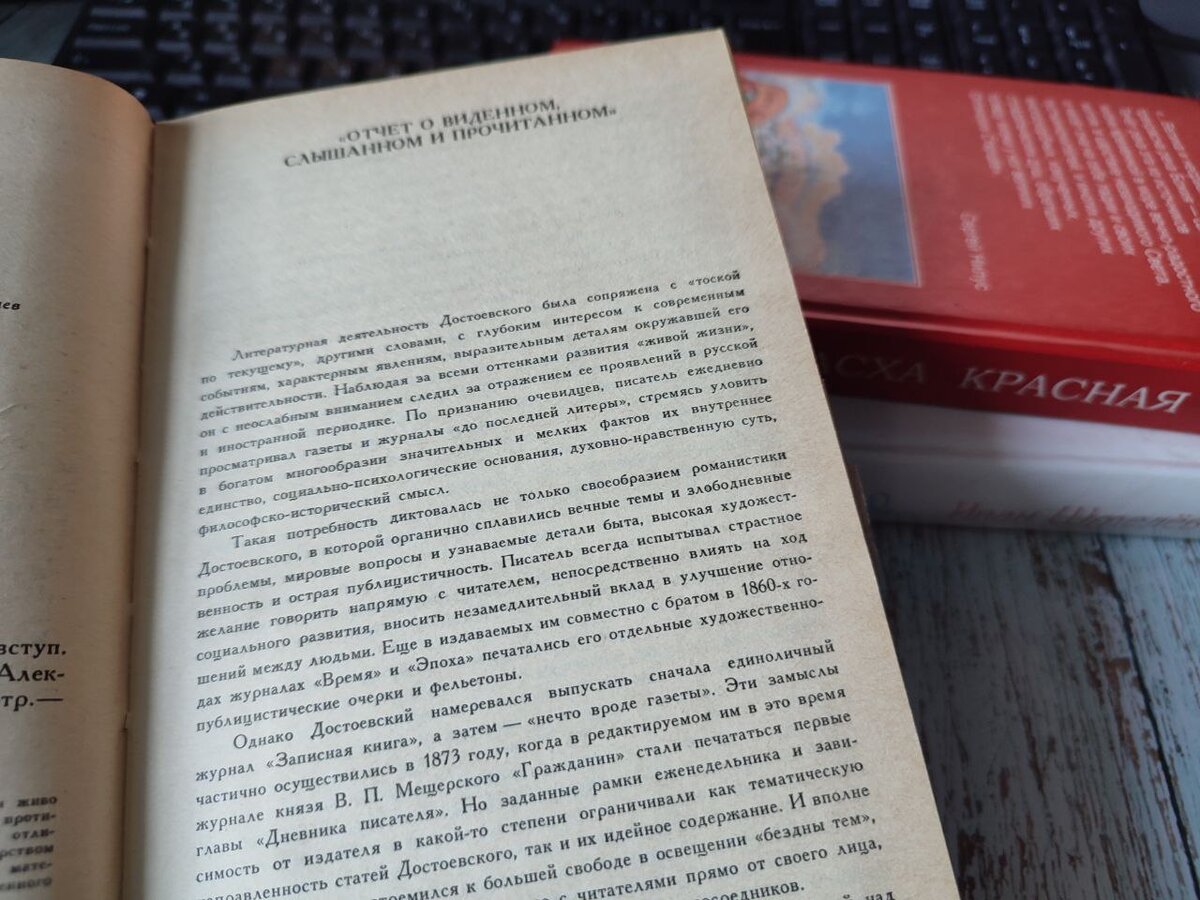 «ОТЧЕТ О ВИДЕННОМ,
СЛЫШАННОМ И ПРОЧИТАННОМ»
Литературная деятельность Достоевского была сопряжена с «тоской
по текущему», другими словами, с глубоким интересом к современным
событиям, характерным явлениям, выразительным деталям окружавшей его
действительности. Наблюдая за всеми оттенками развития «живой жизни»,
он с неослабным вниманием следил за отражением ее проявлений в русской
и иностранной периодике. По признанию очевидцев, писатель ежедневно
просматривал газеты и журналы «до последней литеры», стремясь уловить
в богатом многообразии значительных и мелких фактов их внутреннее
единство, социально-психологические основания, духовно-нравственную суть,
философско-исторический смысл.
Такая потребность диктовалась не только своеобразием романистики
Достоевского, в которой органично сплавились вечные темы и злободневные
проблемы, мировые вопросы и узнаваемые детали быта, высокая художест-
венность и острая публицистичность. Писатель всегда испытывал страстное
желание говорить напрямую с читателем, непосредственно влиять на ход
социального развития, вносить незамедлительный вклад в улучшение отно-
шений между людьми. Еще в издаваемых им совместно с братом в 1860-х го-
дах журналах «Время» и «Эпоха» печатались его отдельные художественно-
публицистические очерки и фельетоны.
Однако Достоевский намеревался выпускать сначала единоличный
журнал «Записная книга», а затем — «нечто вроде газеты». Эти замыслы
частично осуществились в 1873 году, когда в редактируемом им в это время
журнале князя В. П. Мещерского «Гражданин» стали печататься первые
главы «Дневника писателя». Но заданные рамки еженедельника и зави-
симость от издателя в какой-то степени ограничивали как тематическую
направленность статей Достоевского, так и их идейное содержание. И вполне
стремился к большей свободе в освещении «бездны тем»,
с читателями прямо от своего лица,
над
вступ.
Алек-
тр.—
живо
проти-
отли-
мате-
АСХА КРАСНАЯ